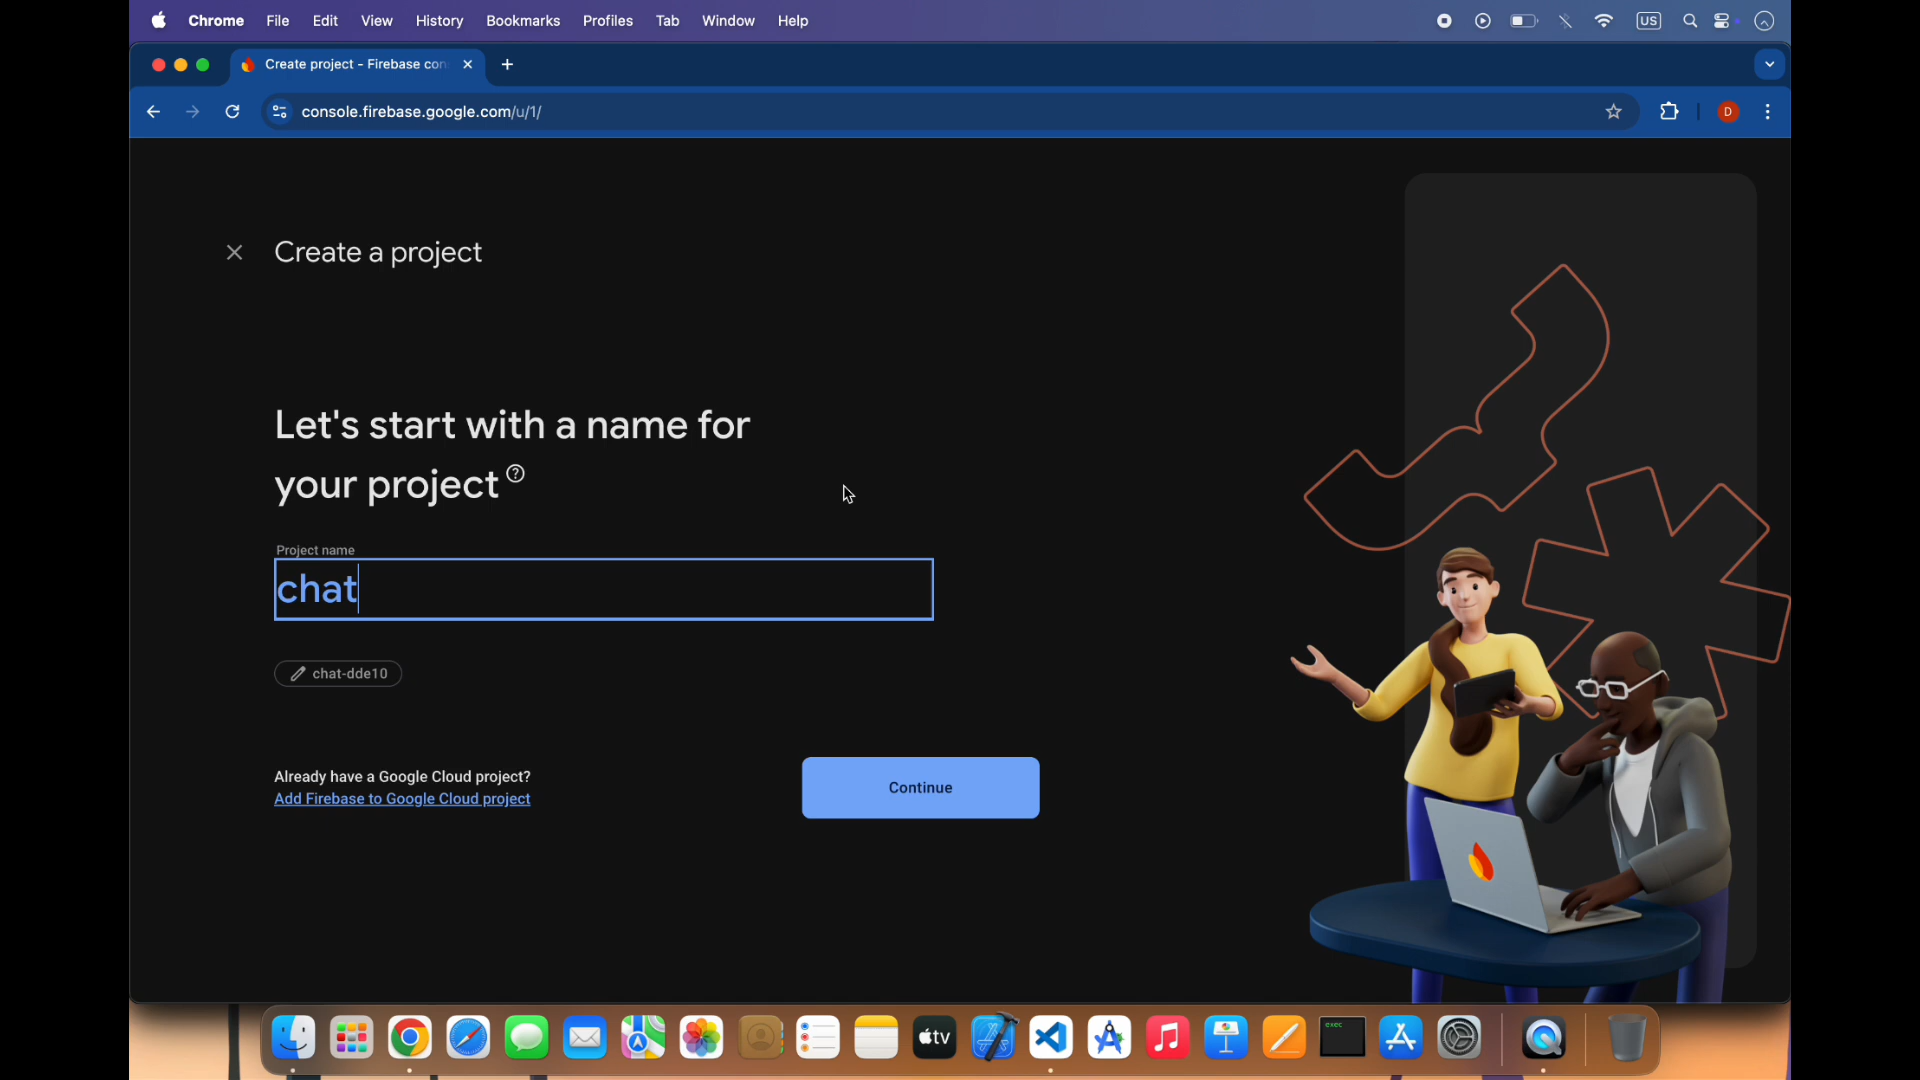 Chrome File Edit View History Bookmarks Profiles Tab Window Help US
Create project - Firebase con
console.firebase.google.com/u/1/
D
Create a project
Let's start with a name for
your project
Project name
chat
chat-dde10
Already have a Google Cloud project?
Add Firebase to Google Cloud project
Continue
tv
exec